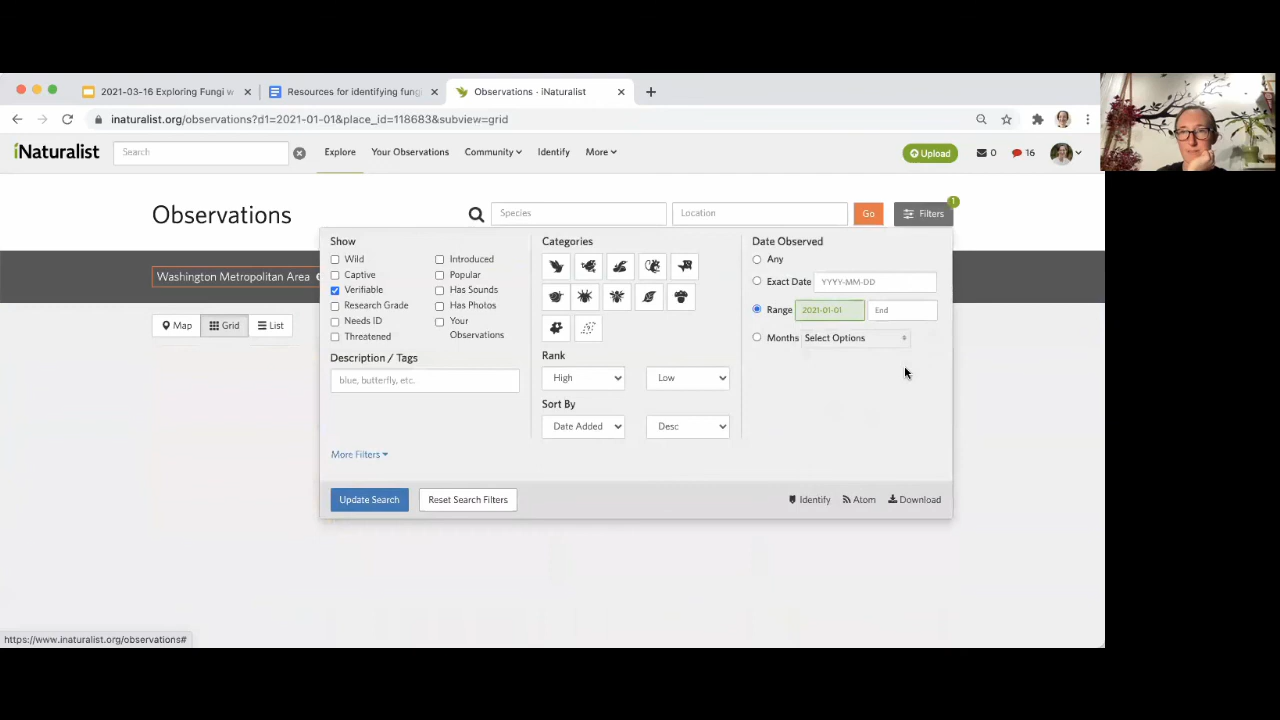 2021-03-16 Exploring Fungi w
Resources for identifying fung
Observations · iNaturalist
inaturalist.org/observations?d1=2021-01-01&place_id=118683&subview=grid
iNaturalist
Search
Explore
Your Observations
Community
Identify
More
Upload
0
16
Observations
Species
Location
Go
Filters
1
Washington Metropolitan Area
Map
Grid
List
Show
Wild
Captive
Verifiable
Research Grade
Needs ID
Threatened
Introduced
Popular
Has Sounds
Has Photos
Your
Observations
Description / Tags
blue, butterfly, etc.
More Filters
Categories
Rank
High
Low
Sort By
Date Added
Desc
Date Observed
Any
Exact Date YYYY-MM-DD
Range 2021-01-01 End
Months Select Options
Update Search
Reset Search Filters
Identify
Atom
Download
https://www.inaturalist.org/observations#